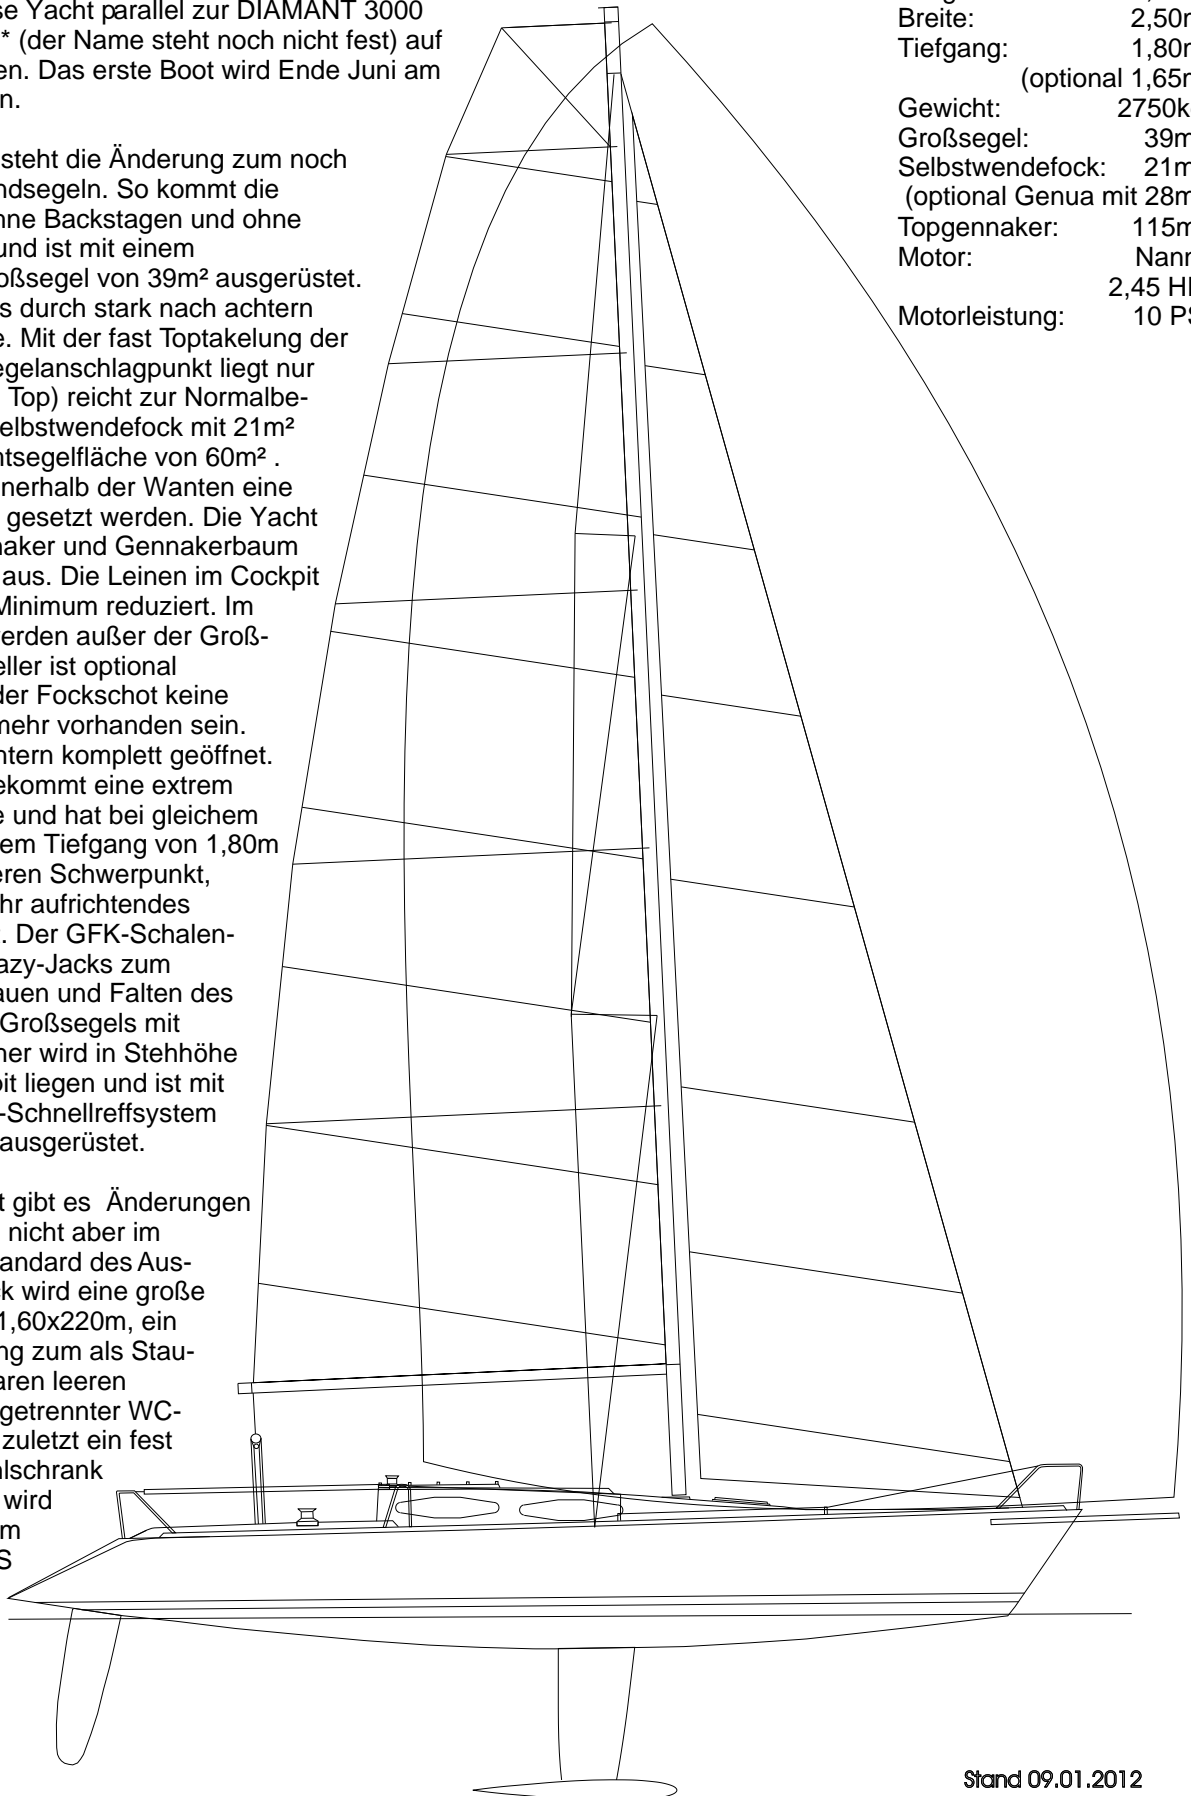 se Yacht parallel zur DIAMANT 3000
* (der Name steht noch nicht fest) auf
en. Das erste Boot wird Ende Juni am
n.
steht die Änderung zum noch
ndsegeln. So kommt die
hne Backstagen und ohne
und ist mit einem
oßsegel von 39m² ausgerüstet.
s durch stark nach achtern
e. Mit der fast Toptakelung der
egelanschlagpunkt liegt nur
Top) reicht zur Normalbe-
elbstwendefock mit 21m²
ntsegelfläche von 60m² .
nnerhalb der Wanten eine
gesetzt werden. Die Yacht
naker und Gennakerbaum
aus. Die Leinen im Cockpit
Minimum reduziert. Im
werden außer der Groß-
eller ist optional
der Fockschot keine
mehr vorhanden sein.
ntern komplett geöffnet.
ekommt eine extrem
e und hat bei gleichem
em Tiefgang von 1,80m
eren Schwerpunkt,
hr aufrichtendes
t. Der GFK-Schalen-
azy-Jacks zum
auen und Falten des
Großsegels mit
ner wird in Stehhöhe
pit liegen und ist mit
-Schnellreffsystem
ausgerüstet.
t gibt es Änderungen
nicht aber im
tandard des Aus-
ck wird eine große
1,60x220m, ein
ng zum als Stau-
aren leeren
getrennter WC-
zuletzt ein fest
hlschrank
wird
m
S
Breite: 2,50m
Tiefgang: 1,80m
(optional 1,65m
Gewicht: 2750k
Großsegel: 39m
Selbstwendefock: 21m
(optional Genua mit 28m
Topgennaker: 115m
Motor: Nann
2,45 H
Motorleistung: 10 PS
Stand 09.01.2012